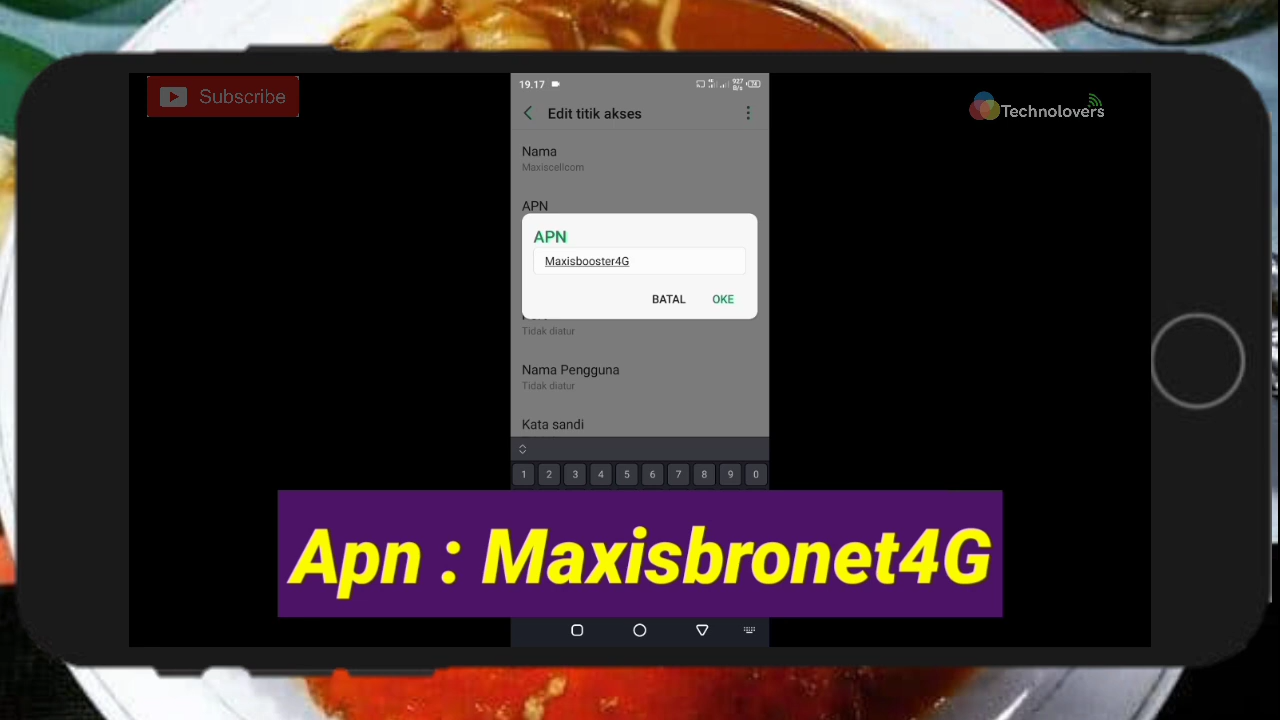 Subscribe
Technolovers
19.17
927
B/s
Edit titik akses
Nama
Maxiscellcom
APN
APN
Maxisbooster4G
BATAL
OKE
Tidak diatur
Nama Pengguna
Tidak diatur
Kata sandi
1 2 3 4 5 6 7 8 9 0
Apn : Maxisbronet4G